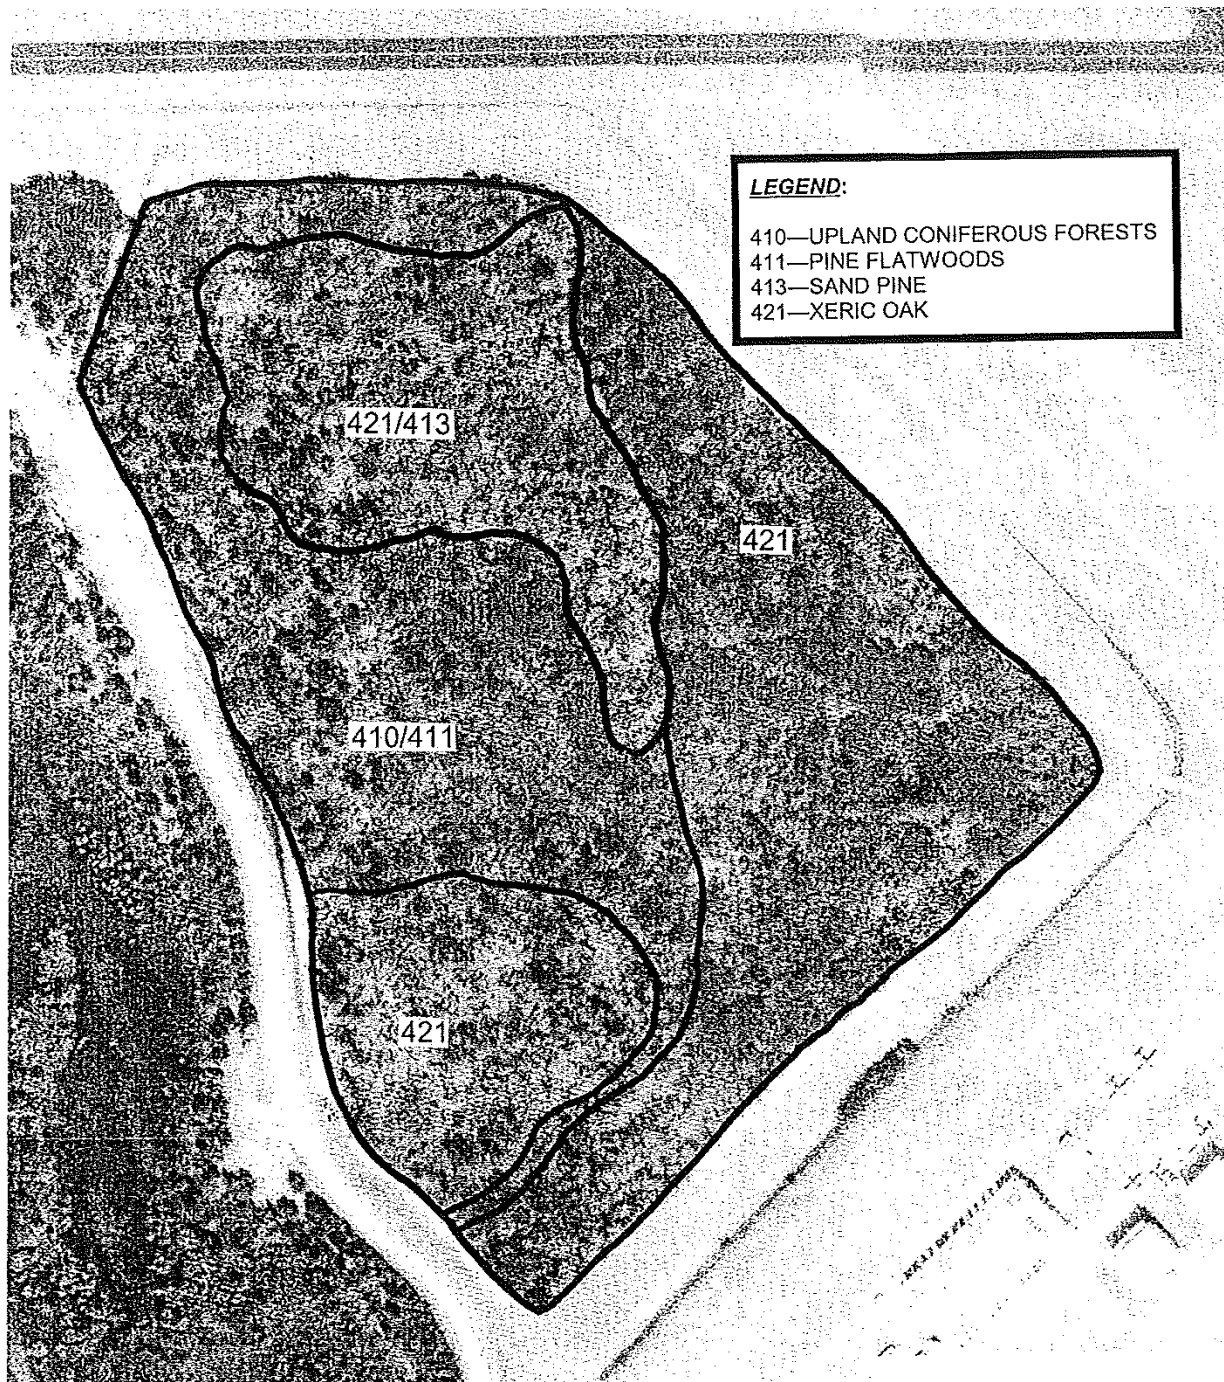 LEGEND:
410—UPLAND CONIFEROUS FORESTS
411—PINE FLATWOODS
413—SAND PINE
421—XERIC OAK
421/413
421
410/411
421